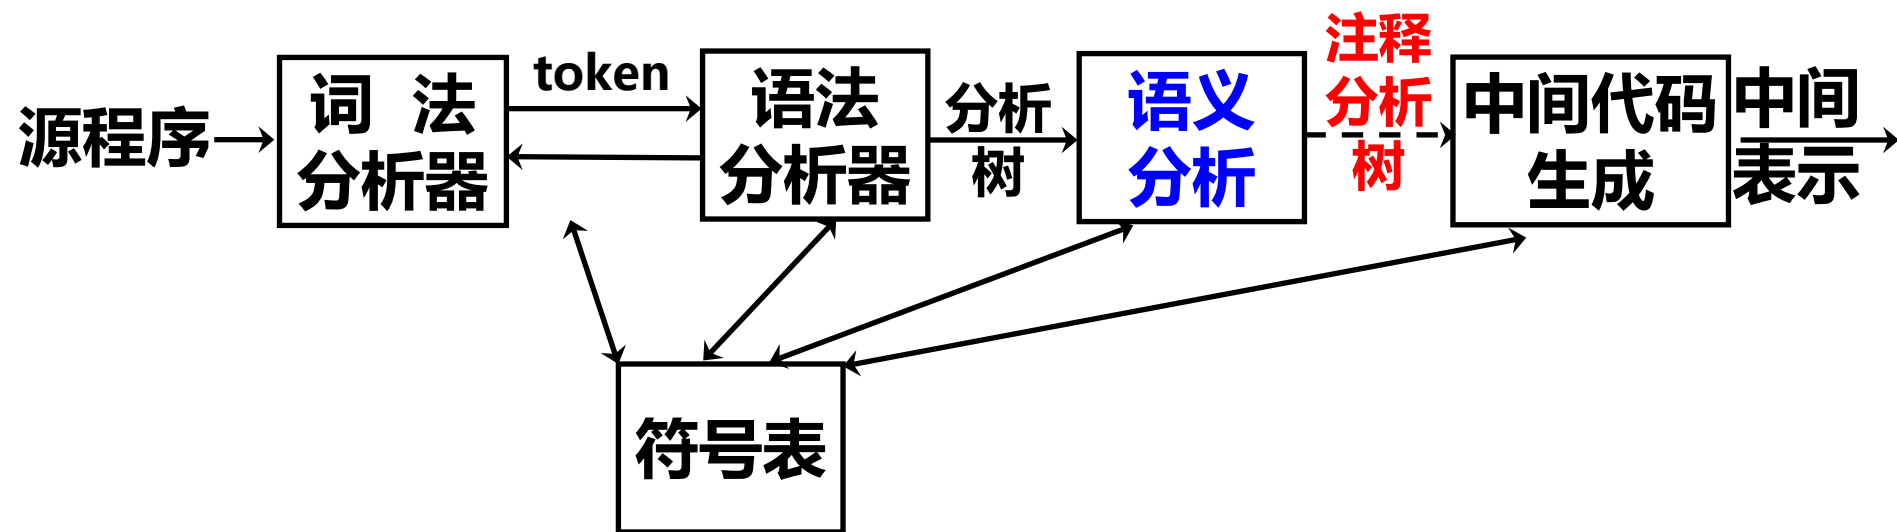 源程序
词 法
分析器
token
语法
分析器
分析
树
语义
分析
注释
分析
树
中间代码
生成
中间
表示
符号表